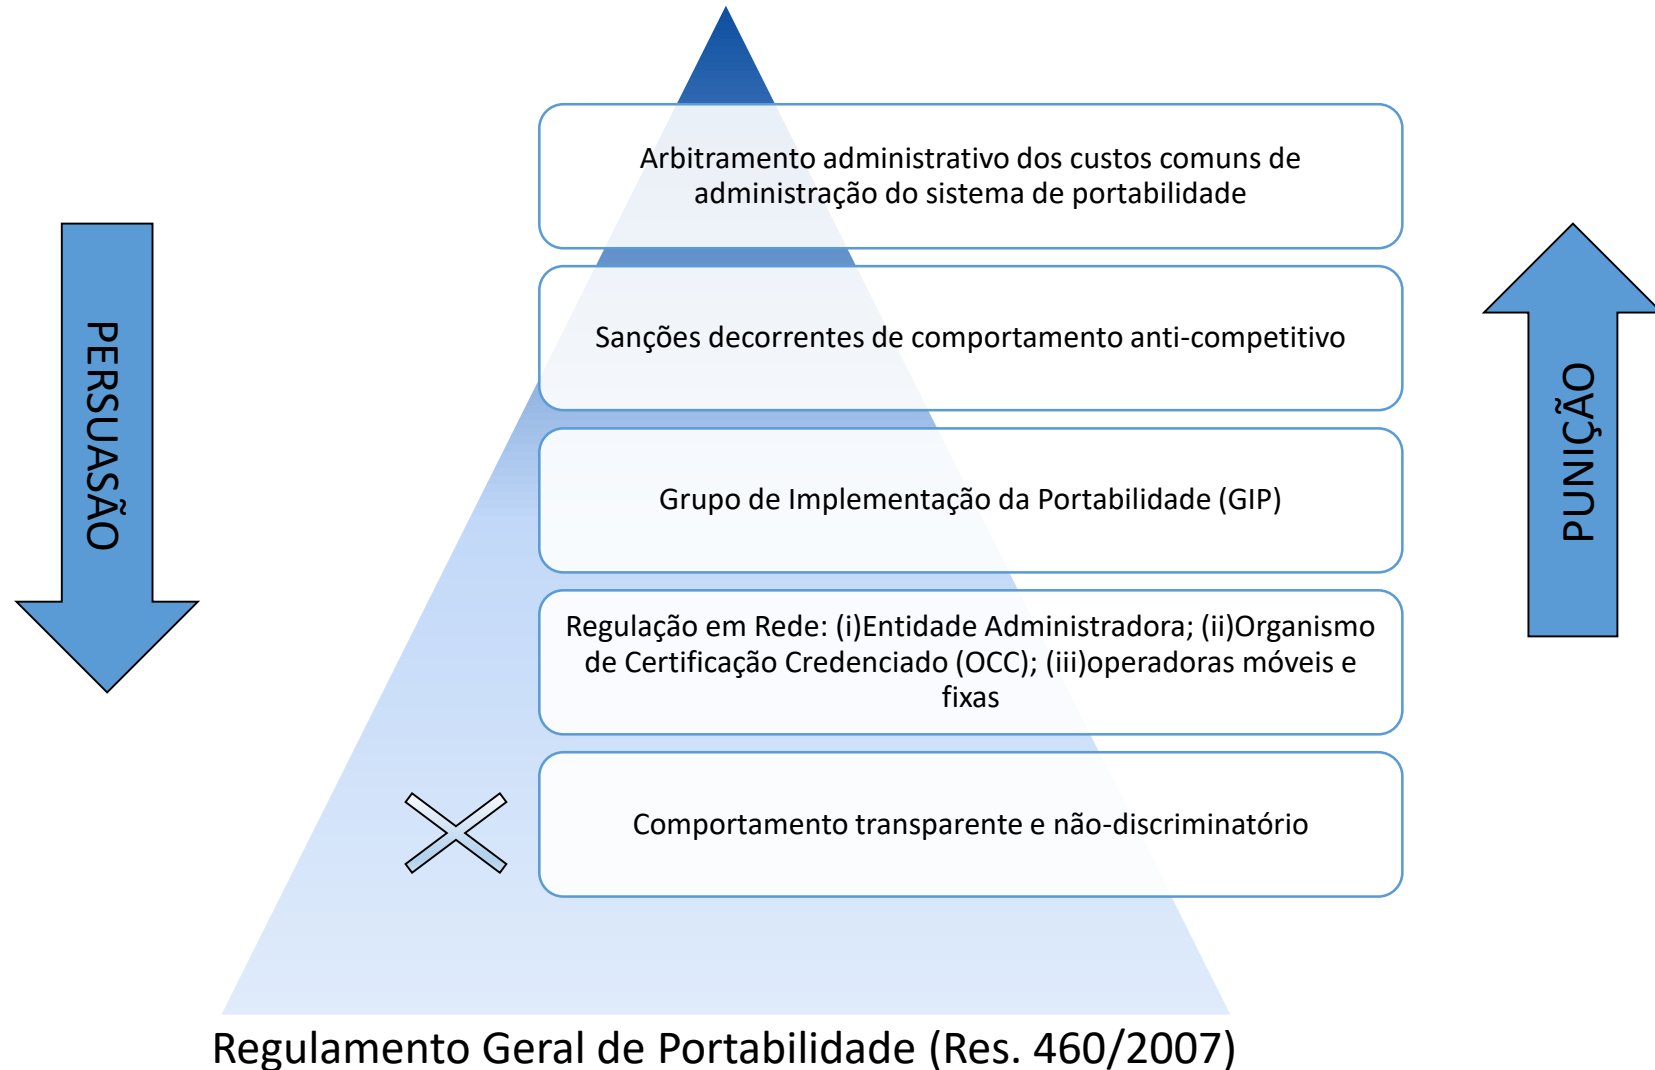 Arbitramento administrativo dos custos comuns de
administração do sistema de portabilidade
Sanções decorrentes de comportamento anti-competitivo
PERSUASÃO
PUNIÇÃO
Grupo de Implementação da Portabilidade (GIP)
Regulação em Rede: (i)Entidade Administradora; (ii)Organismo
de Certificação Credenciado (OCC); (iii)operadoras móveis e
fixas
Comportamento transparente e não-discriminatório
Regulamento Geral de Portabilidade (Res. 460/2007)